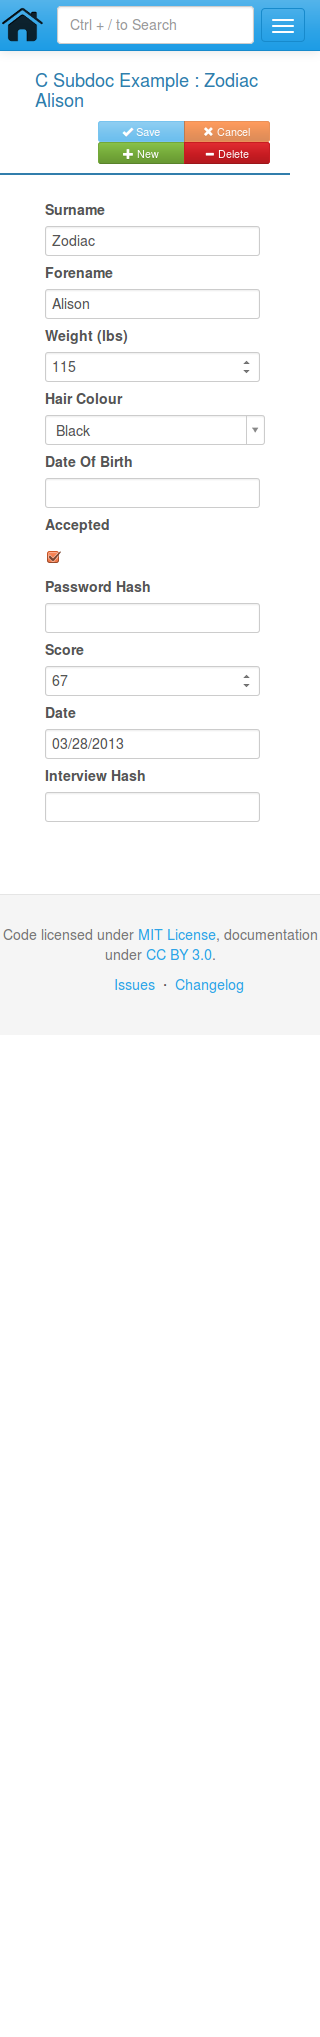 Ctrl + / to Search
C Subdoc Example : Zodiac
Alison
Save Cancel
New Delete
Surname
Zodiac
Forename
Alison
Weight (lbs)
115
Hair Colour
Black
Date Of Birth
Accepted
Password Hash
Score
67
Date
03/28/2013
Interview Hash
Code licensed under MIT License, documentation
under CC BY 3.0.
Issues · Changelog